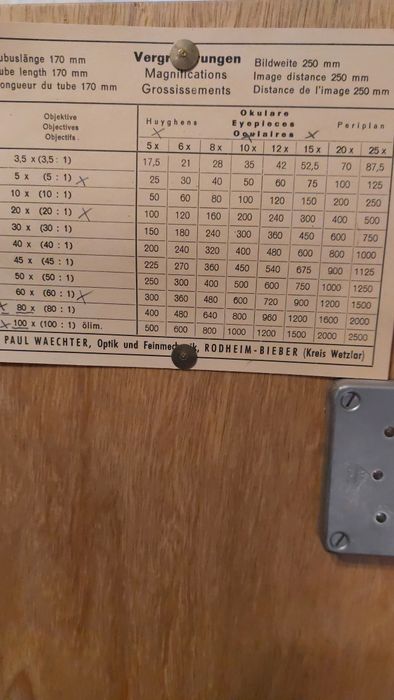 ubuslänge 170 mm Vergr ungen Bildweite 250 mm
ube length 170 mm Magnifications Image distance 250 mm
ongueur du tube 170 mm Grossissements Distance de l'image 250 mm
Objektive Okulare
Objectives Huyghens Eyepieces Periplan
Objectifs Oculaires
5 x 6 x 8 x 10 x 12 x 15 x 20 x 25 x
3,5 x (3,5 : 1) 17,5 21 28 35 42 52,5 70 87,5
5 x (5 : 1) 25 30 40 50 60 75 100 125
10 x (10 : 1) 50 60 80 100 120 150 200 250
20 x (20 : 1) 100 120 160 200 240 300 400 500
30 x (30 : 1) 150 180 240 300 360 450 600 750
40 x (40 : 1) 200 240 320 400 480 600 800 1000
45 x (45 : 1) 225 270 360 450 540 675 900 1125
50 x (50 : 1) 250 300 400 500 600 750 1000 1250
60 x (60 : 1) 300 360 480 600 720 900 1200 1500
80 x (80 : 1) 400 480 640 800 960 1200 1600 2000
100 x (100 : 1) ölim. 500 600 800 1000 1200 1500 2000 2500
PAUL WAECHTER, Optik und Feinmec ik, RODHEIM-BIEBER (Kreis Wetzlar)